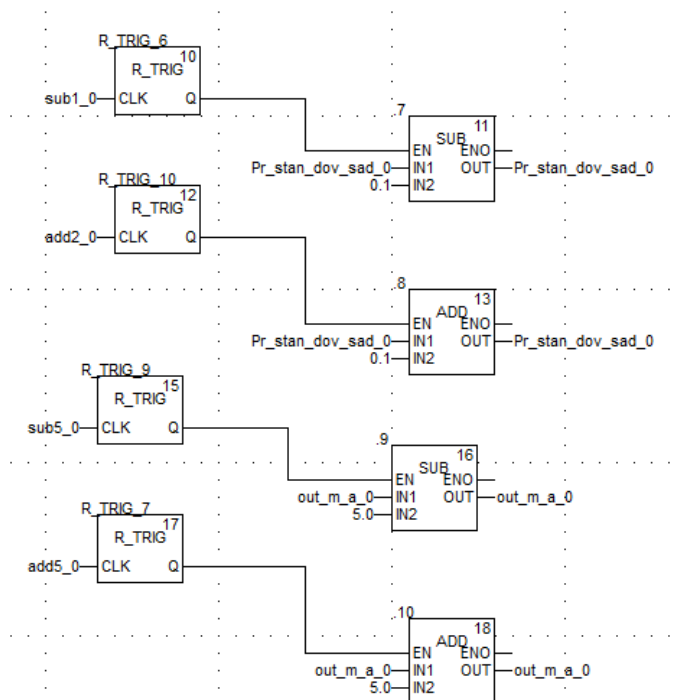 R_TRIG_6
10
R_TRIG
sub1_0 CLK Q
.7
11
SUB
EN ENO
Pr_stan_dov_sad_0 IN1 OUT Pr_stan_dov_sad_0
0.1 IN2
R_TRIG_10
12
R_TRIG
add2_0 CLK Q
.8
13
ADD
EN ENO
Pr_stan_dov_sad_0 IN1 OUT Pr_stan_dov_sad_0
0.1 IN2
R_TRIG_9
15
R_TRIG
sub5_0 CLK Q
.9
16
SUB
EN ENO
out_m_a_0 IN1 OUT out_m_a_0
5.0 IN2
R_TRIG_7
17
R_TRIG
add5_0 CLK Q
.10
18
ADD
EN ENO
out_m_a_0 IN1 OUT out_m_a_0
5.0 IN2